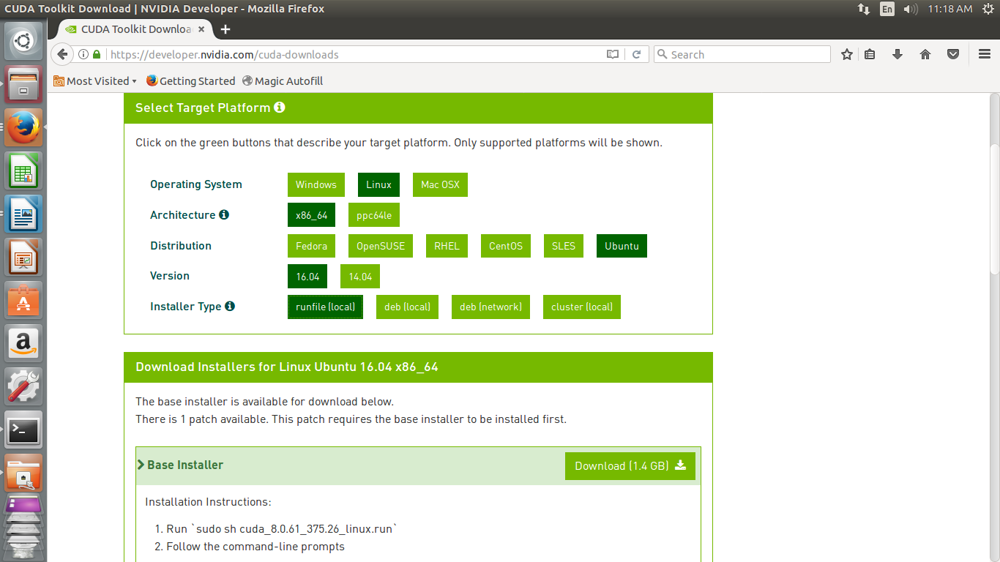 CUDA Toolkit Download | NVIDIA Developer - Mozilla Firefox
En
11:18 AM
CUDA Toolkit Downloa
https://developer.nvidia.com/cuda-downloads
Search
Most Visited
Getting Started
Magic Autofill
Select Target Platform
Click on the green buttons that describe your target platform. Only supported platforms will be shown.
Operating System Windows Linux Mac OSX
Architecture x86_64 ppc64le
Distribution Fedora OpenSUSE RHEL CentOS SLES Ubuntu
Version 16.04 14.04
Installer Type runfile (local) deb (local) deb (network) cluster (local)
Download Installers for Linux Ubuntu 16.04 x86_64
The base installer is available for download below.
There is 1 patch available. This patch requires the base installer to be installed first.
Base Installer Download (1.4 GB)
Installation Instructions:
1. Run `sudo sh cuda_8.0.61_375.26_linux.run`
2. Follow the command-line prompts